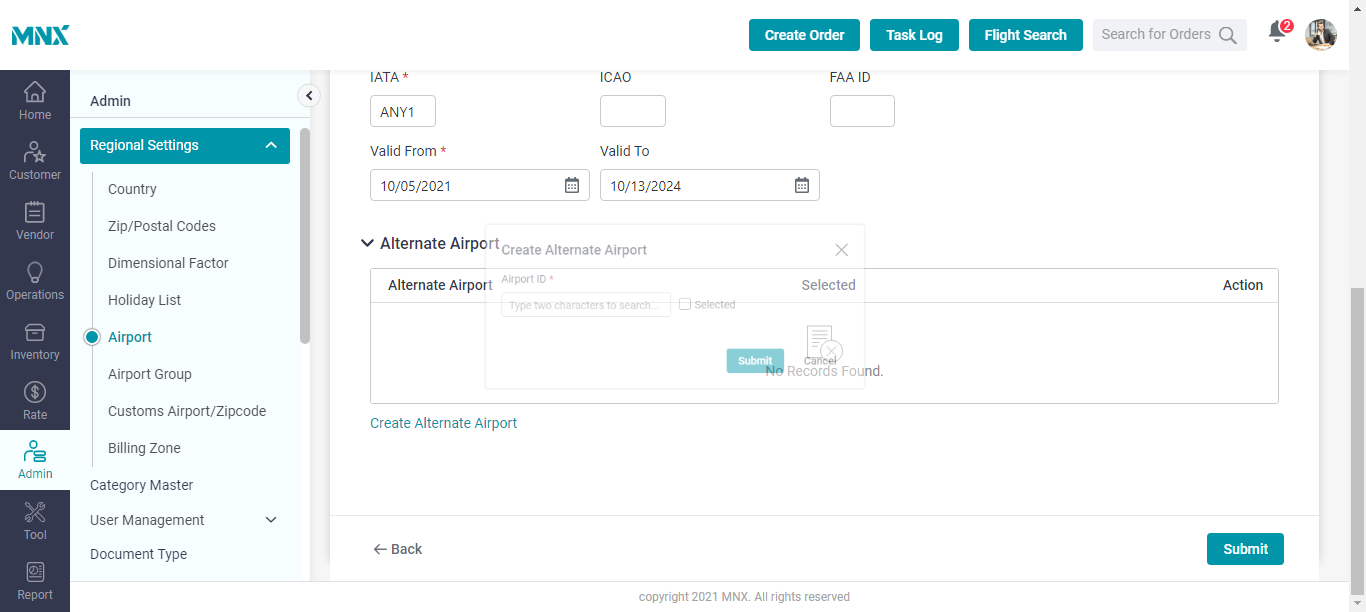 MNX
Create Order
Task Log
Flight Search
Search for Orders
2
Home
Customer
Vendor
Operations
Inventory
Rate
Admin
Tool
Report
Admin
Regional Settings
Country
Zip/Postal Codes
Dimensional Factor
Holiday List
Airport
Airport Group
Customs Airport/Zipcode
Billing Zone
Category Master
User Management
Document Type
IATA * ICAO FAA ID
ANY1
Valid From * Valid To
10/05/2021 10/13/2024
Alternate Airport
Alternate Airport Selected Action
No Records Found.
Create Alternate Airport
Airport ID *
Type two characters to search... Selected
Submit Cancel
Create Alternate Airport
Back Submit
copyright 2021 MNX. All rights reserved